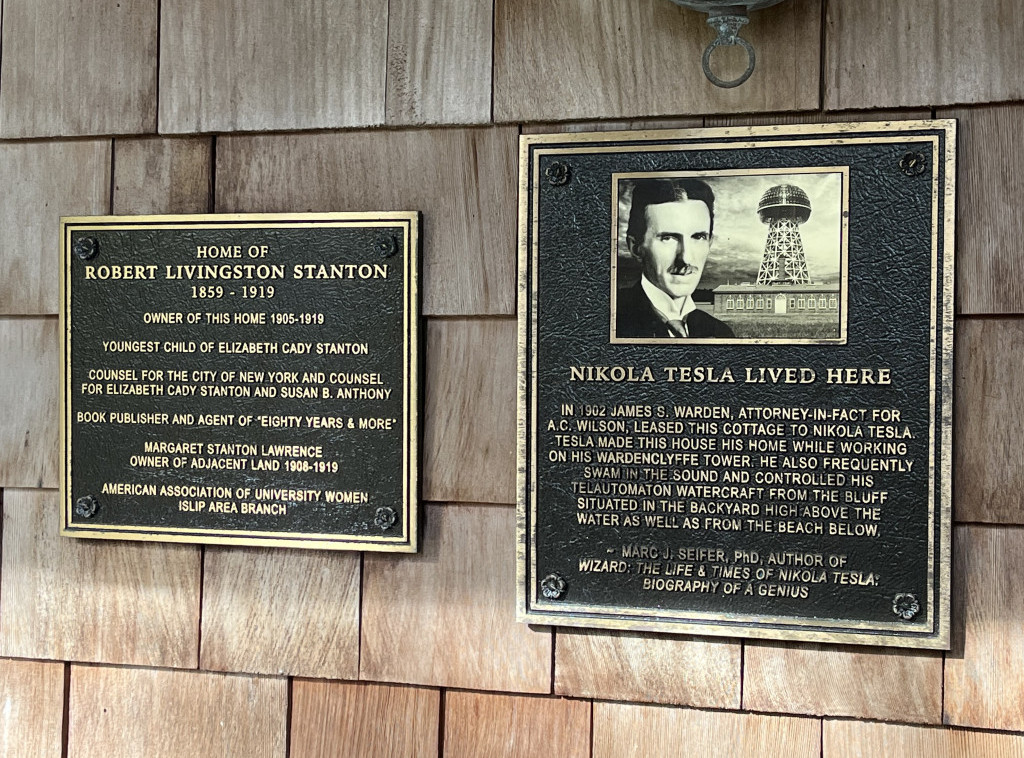 HOME OF
ROBERT LIVINGSTON STANTON
1859 - 1919
OWNER OF THIS HOME 1905-1919
YOUNGEST CHILD OF ELIZABETH CADY STANTON
COUNSEL FOR THE CITY OF NEW YORK AND COUNSEL
FOR ELIZABETH CADY STANTON AND SUSAN B. ANTHONY
BOOK PUBLISHER AND AGENT OF "EIGHTY YEARS & MORE"
MARGARET STANTON LAWRENCE
OWNER OF ADJACENT LAND 1908-1919
AMERICAN ASSOCIATION OF UNIVERSITY WOMEN
ISLIP AREA BRANCH
NIKOLA TESLA LIVED HERE
IN 1902 JAMES S. WARDEN, ATTORNEY-IN-FACT FOR
A.C. WILSON, LEASED THIS COTTAGE TO NIKOLA TESLA.
TESLA MADE THIS HOUSE HIS HOME WHILE WORKING
ON HIS WARDENCLYFFE TOWER. HE ALSO FREQUENTLY
SWAM IN THE SOUND AND CONTROLLED HIS
TELAUTOMATON WATERCRAFT FROM THE BLUFF
SITUATED IN THE BACKYARD HIGH ABOVE THE
WATER AS WELL AS FROM THE BEACH BELOW.
~ MARC J. SEIFER, PhD, AUTHOR OF
WIZARD: THE LIFE & TIMES OF NIKOLA TESLA:
BIOGRAPHY OF A GENIUS